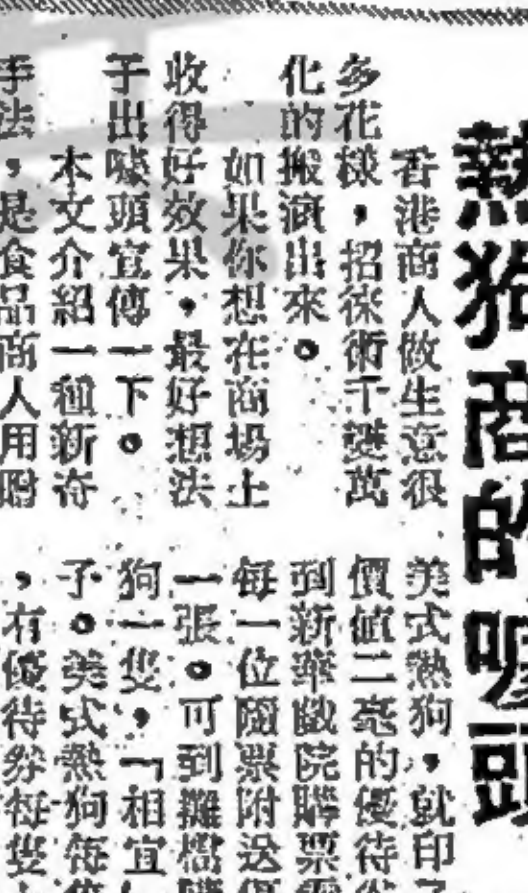 熱狗商的噱頭
香港商人做生意很
多花樣，招徠術千變萬
化的搬演出來。
如果你想在商場上
收得好效果，最好想法
子出噱頭宣傳一下。
本文介紹一種新奇
手法，是食品商人用贈
美式熱狗，就印
價值二毫的優待
到新華戲院購票
每一位隨票附送
一張。可到攤檔
狗一隻，「相宜
子。美式熱狗每
，有優待券每隻